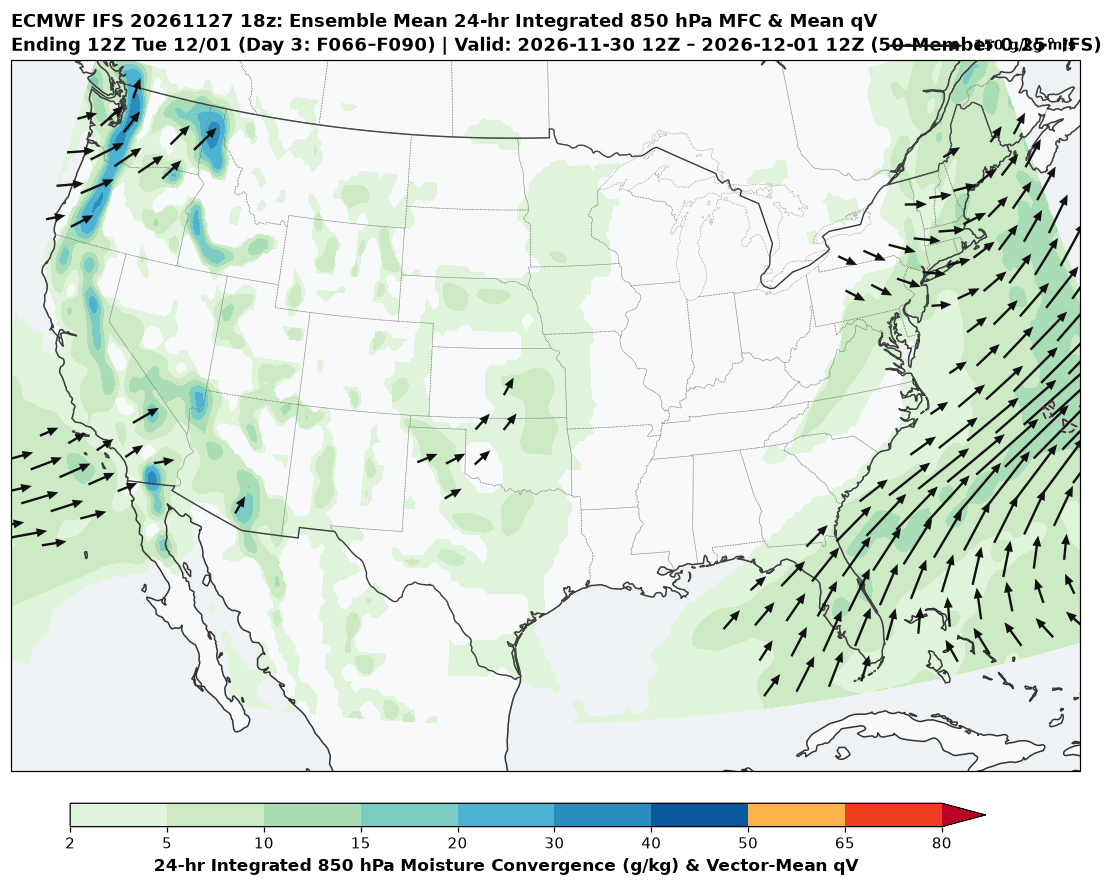 ECMWF IFS 20261127 18z: Ensemble Mean 24-hr Integrated 850 hPa MFC & Mean qV
Ending 12Z Tue 12/01 (Day 3: F066–F090) | Valid: 2026-11-30 12Z – 2026-12-01 12Z (50-Member 0.25° IFS)
2 5 10 15 20 30 40 50 65 80
24-hr Integrated 850 hPa Moisture Convergence (g/kg) & Vector-Mean qV